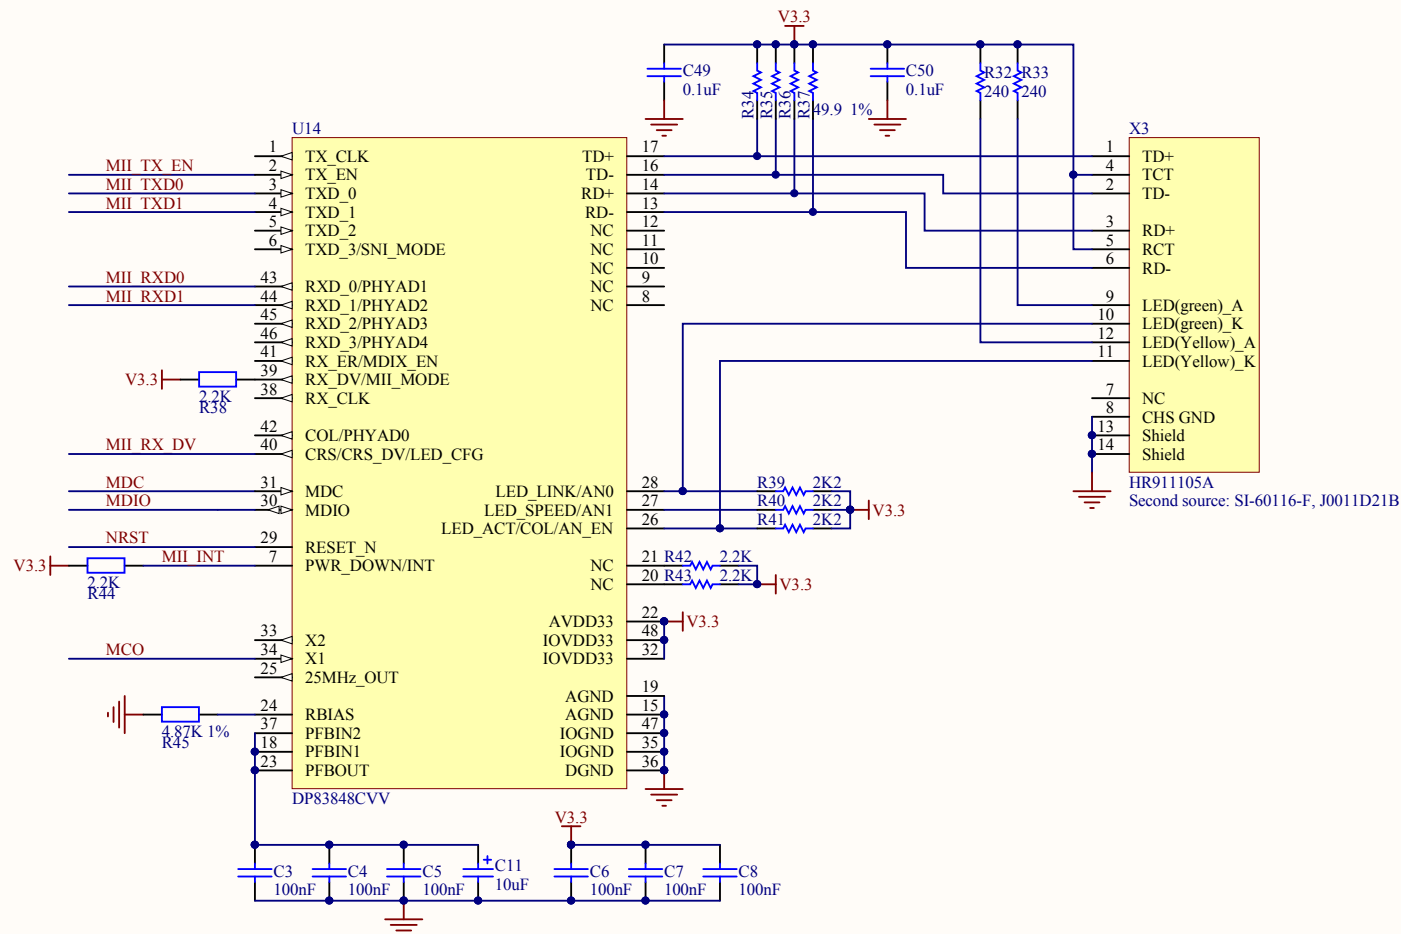 V3.3
C49
0.1uF
R34
R35
R36
R37
49.9 1%
C50
0.1uF
R32
240
R33
240
U14
1 TX_CLK
MII_TX_EN 2 TX_EN
MII_TXD0 3 TXD_0
MII_TXD1 4 TXD_1
5 TXD_2
6 TXD_3/SNI_MODE
MII_RXD0 43 RXD_0/PHYAD1
MII_RXD1 44 RXD_1/PHYAD2
45 RXD_2/PHYAD3
46 RXD_3/PHYAD4
41 RX_ER/MDIX_EN
V3.3 39 RX_DV/MII_MODE
2.2K
R38
38 RX_CLK
42 COL/PHYAD0
MII_RX_DV 40 CRS/CRS_DV/LED_CFG
MDC 31 MDC
MDIO 30 MDIO
NRST 29 RESET_N
V3.3 MII_INT 7 PWR_DOWN/INT
2.2K
R44
33 X2
MCO 34 X1
25 25MHz_OUT
24 RBIAS
4.87K 1%
R45
37 PFBIN2
18 PFBIN1
23 PFBOUT
TD+ 17
TD- 16
RD+ 14
RD- 13
NC 12
NC 11
NC 10
NC 9
NC 8
LED_LINK/AN0 28 R39 2K2
LED_SPEED/AN1 27 R40 2K2 V3.3
LED_ACT/COL/AN_EN 26 R41 2K2
NC 21 R42 2.2K
NC 20 R43 2.2K V3.3
AVDD33 22 V3.3
IOVDD33 48
IOVDD33 32
AGND 19
AGND 15
IOGND 47
IOGND 35
DGND 36
DP83848CVV
X3
1 TD+
4 TCT
2 TD-
3 RD+
5 RCT
6 RD-
9 LED(green)_A
10 LED(green)_K
12 LED(Yellow)_A
11 LED(Yellow)_K
7 NC
8 CHS GND
13 Shield
14 Shield
HR911105A
Second source: SI-60116-F, J0011D21B
C3
100nF
C4
100nF
C5
100nF
+ C11
10uF
V3.3
C6
100nF
C7
100nF
C8
100nF